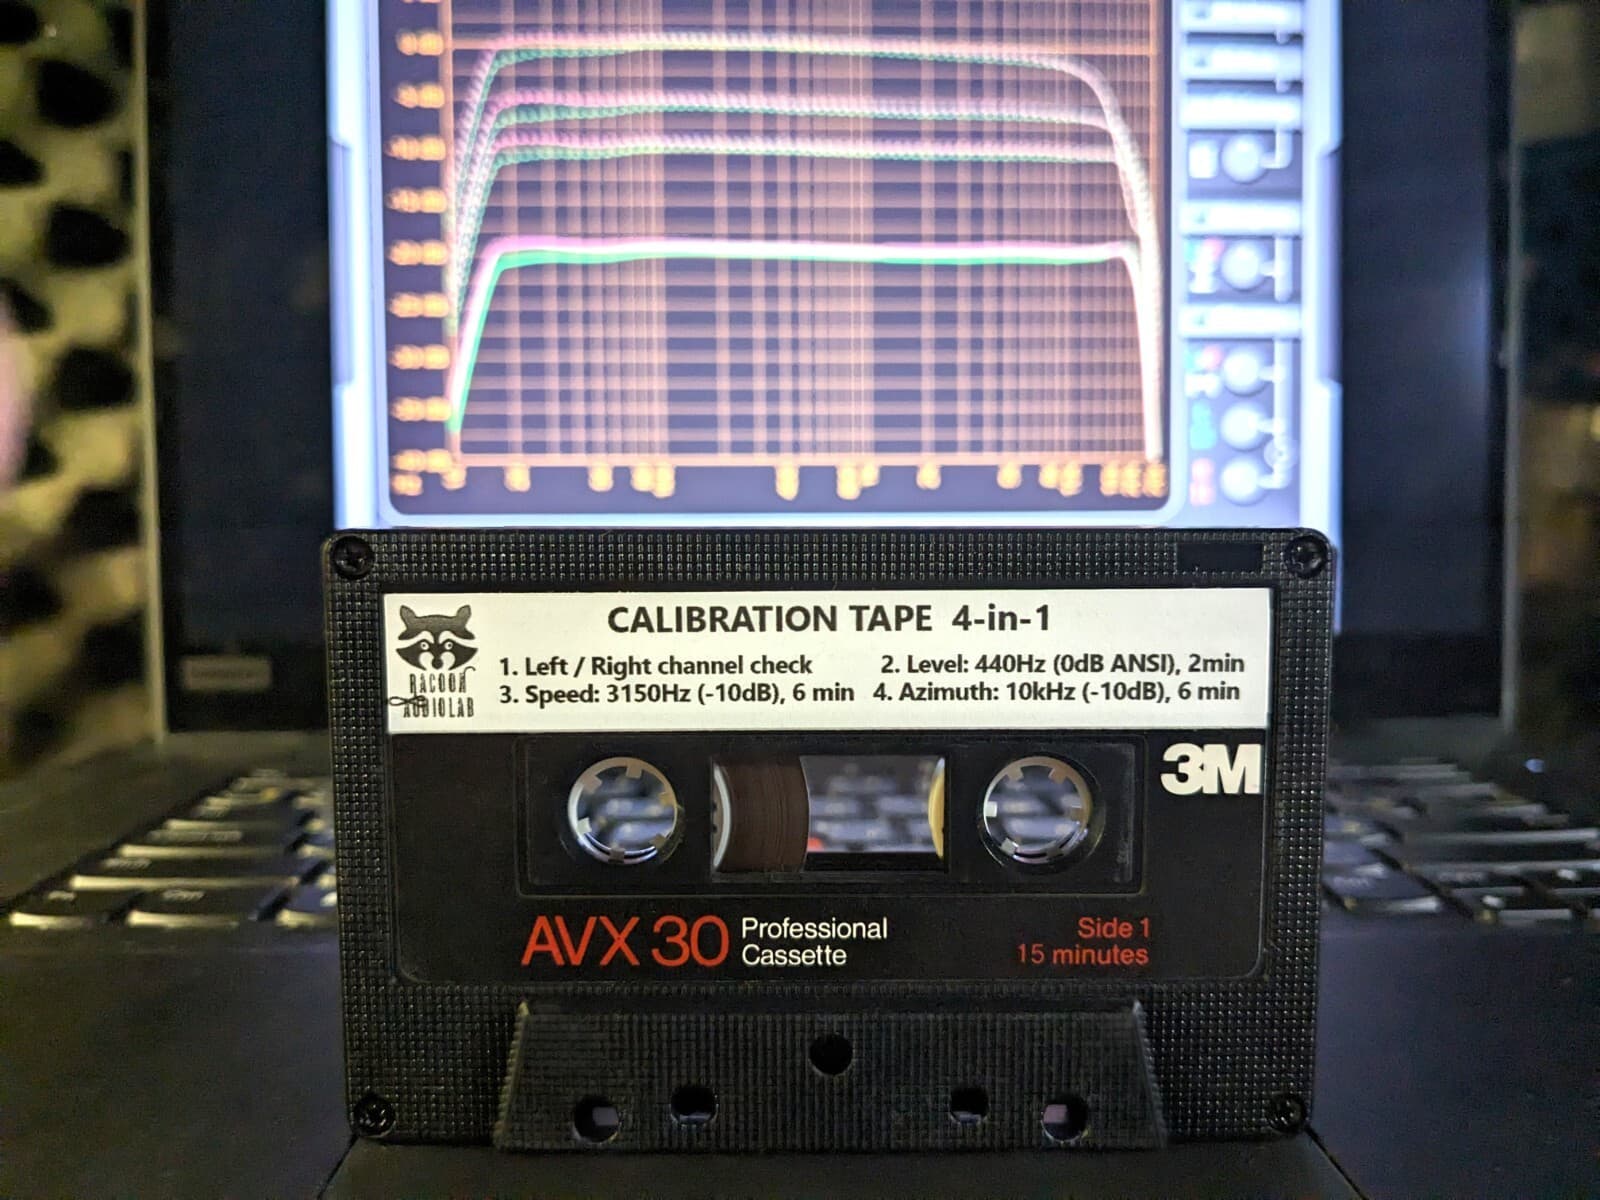 CALIBRATION TAPE 4-in-1
1. Left / Right channel check
2. Level: 440Hz (0dB ANSI), 2min
3. Speed: 3150Hz (-10dB), 6 min
4. Azimuth: 10kHz (-10dB), 6 min
RACOON
AUDIOLAB
3M
AVX 30
Professional
Cassette
Side 1
15 minutes